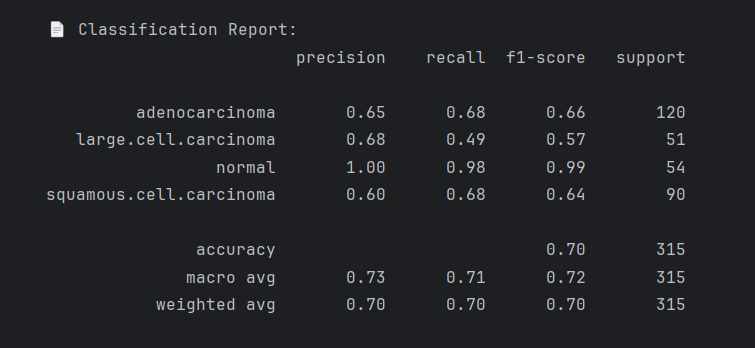 📄 Classification Report:
precision recall f1-score support
adenocarcinoma 0.65 0.68 0.66 120
large.cell.carcinoma 0.68 0.49 0.57 51
normal 1.00 0.98 0.99 54
squamous.cell.carcinoma 0.60 0.68 0.64 90
accuracy 0.70 315
macro avg 0.73 0.71 0.72 315
weighted avg 0.70 0.70 0.70 315